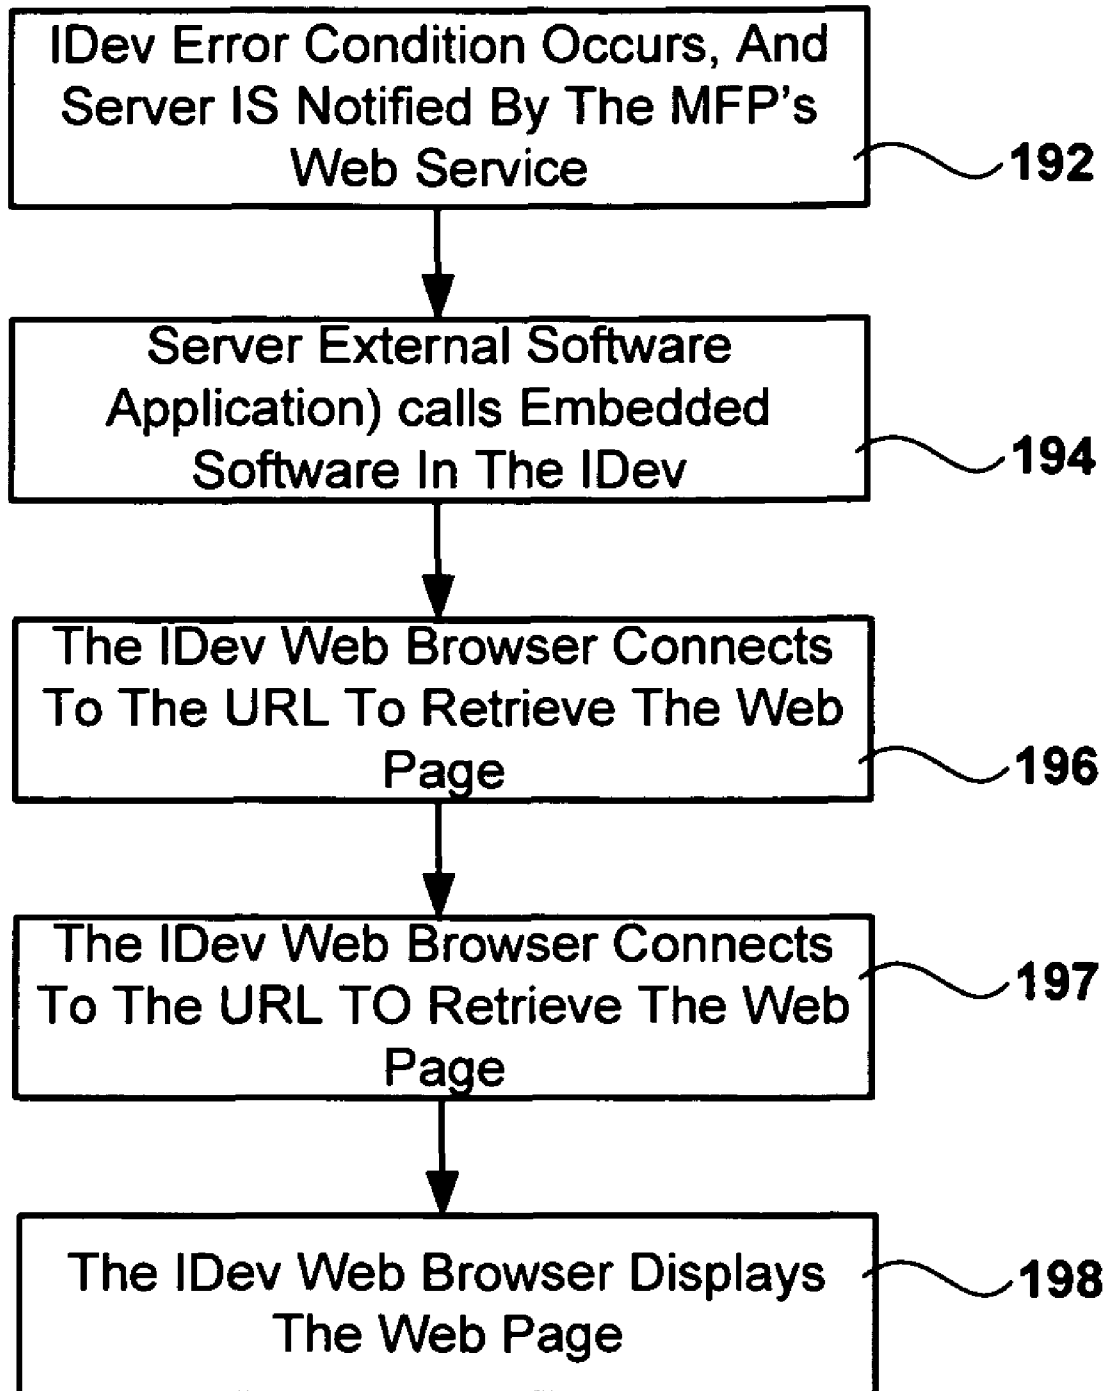 IDev Error Condition Occurs, And
Server IS Notified By The MFP's
Web Service
192
Server External Software
Application) calls Embedded
Software In The IDev
194
The IDev Web Browser Connects
To The URL To Retrieve The Web
Page
196
The IDev Web Browser Connects
To The URL TO Retrieve The Web
Page
197
The IDev Web Browser Displays
The Web Page
198